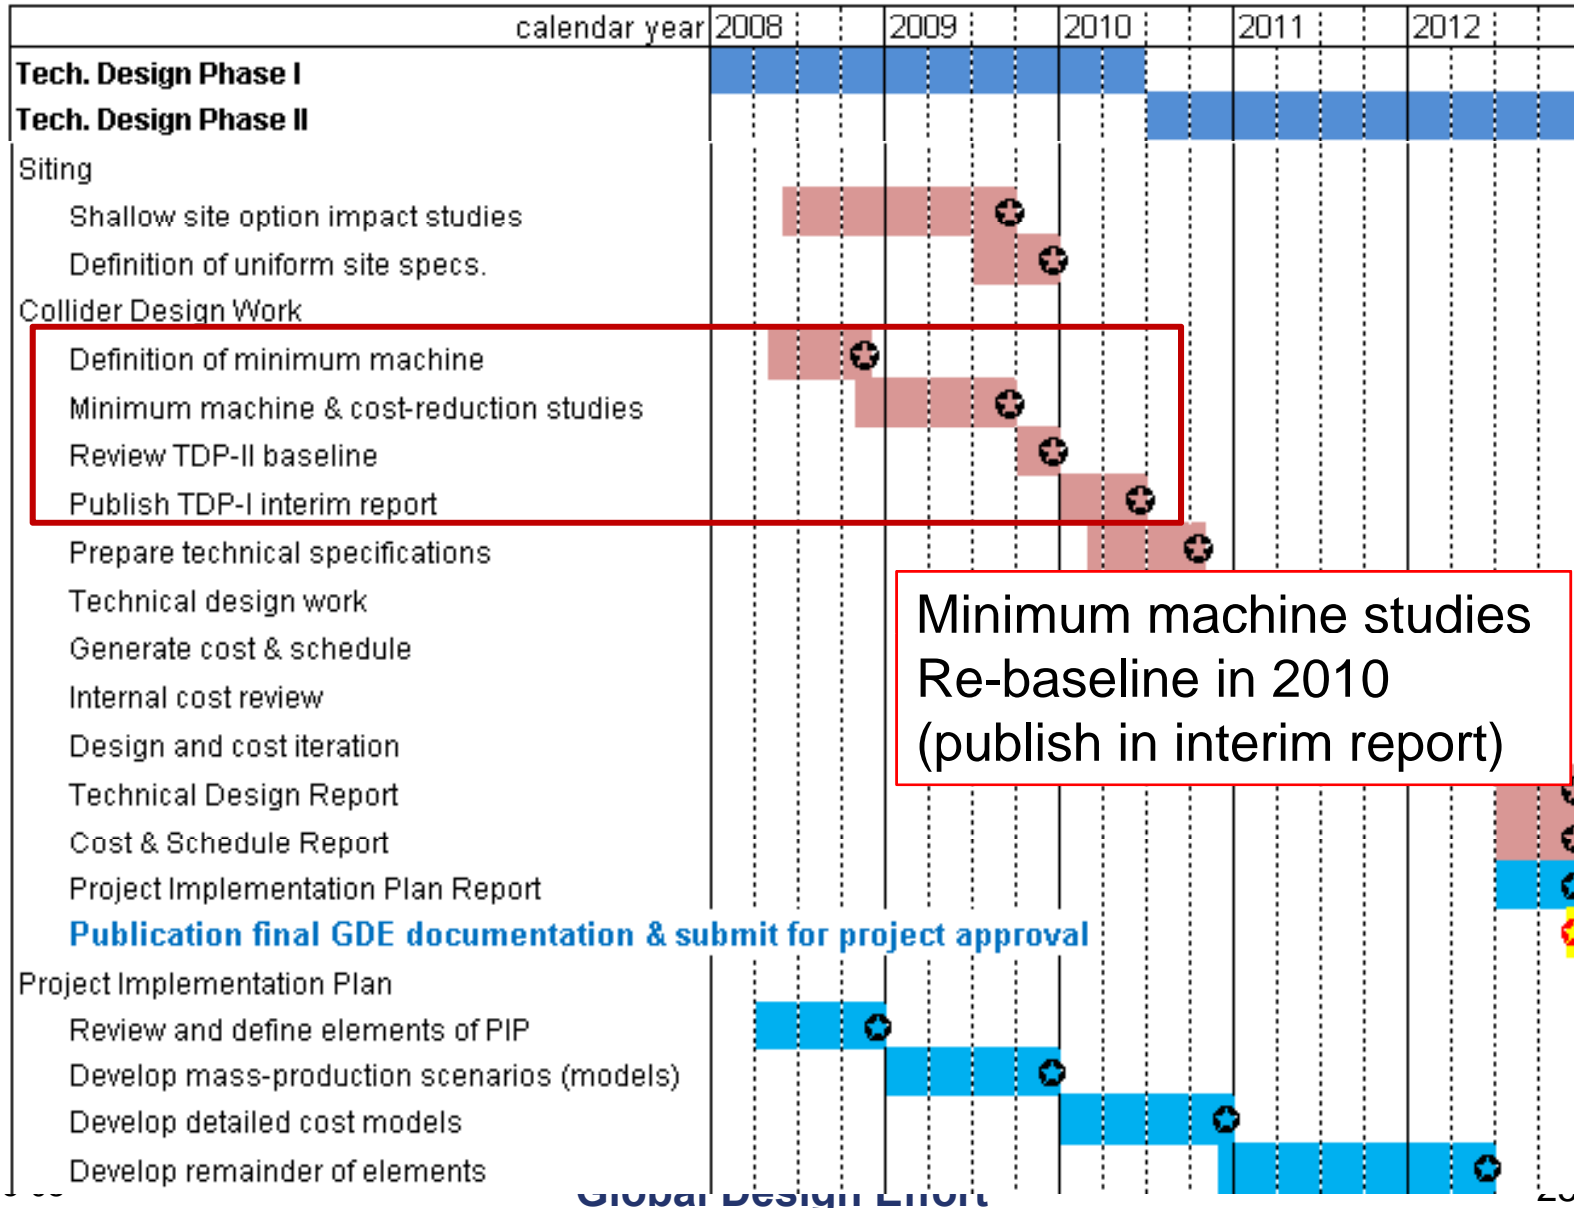 calendar year 2008 2009 2010 2011 2012
Tech. Design Phase I
Tech. Design Phase II
Siting
Shallow site option impact studies
Definition of uniform site specs.
Collider Design Work
Definition of minimum machine
Minimum machine & cost-reduction studies
Review TDP-II baseline
Publish TDP-I interim report
Prepare technical specifications
Technical design work
Generate cost & schedule
Internal cost review
Design and cost iteration
Technical Design Report
Cost & Schedule Report
Project Implementation Plan Report
Publication final GDE documentation & submit for project approval
Project Implementation Plan
Review and define elements of PIP
Develop mass-production scenarios (models)
Develop detailed cost models
Develop remainder of elements
Minimum machine studies
Re-baseline in 2010
(publish in interim report)
Global Design Effort